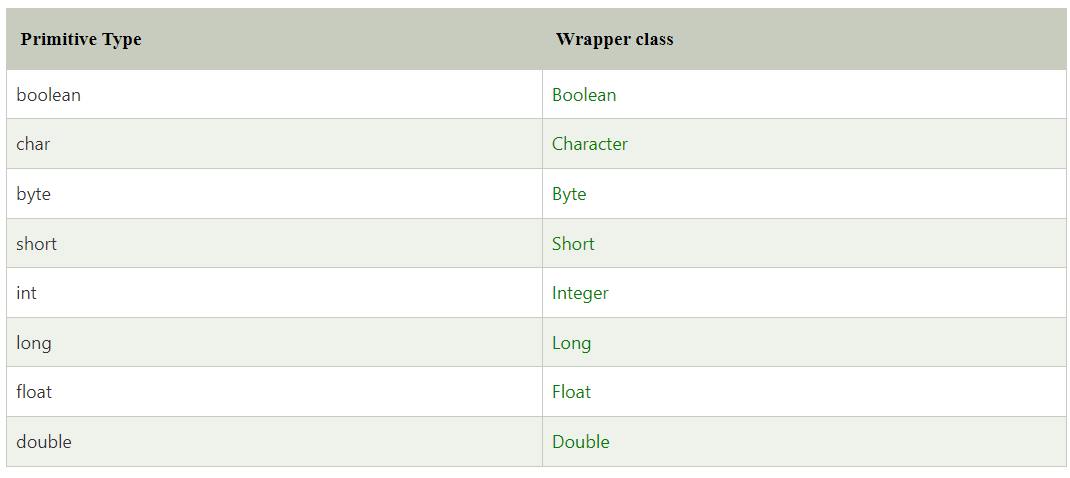 Primitive Type Wrapper class
boolean Boolean
char Character
byte Byte
short Short
int Integer
long Long
float Float
double Double